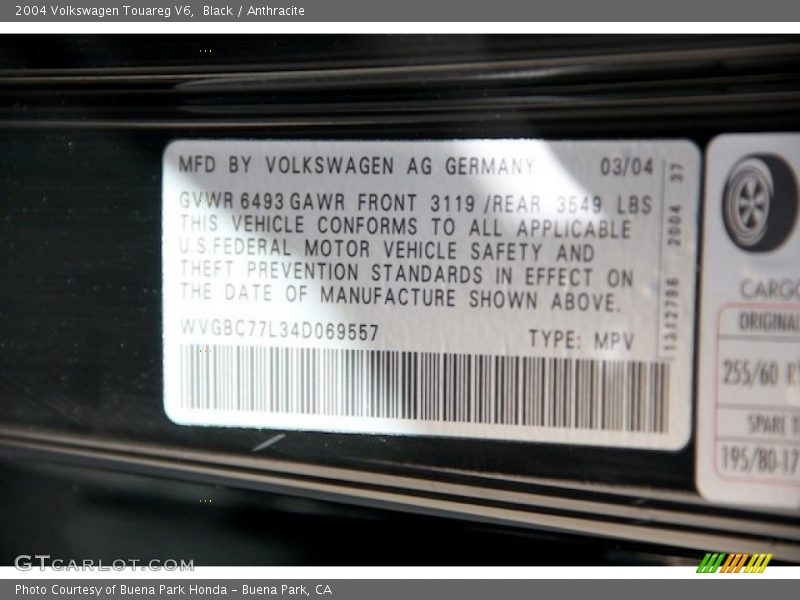 2004 Volkswagen Touareg V6, Black / Anthracite
MFD BY VOLKSWAGEN AG GERMANY 03/04
GVWR 6493 GAWR FRONT 3119 /REAR 3549 LBS
THIS VEHICLE CONFORMS TO ALL APPLICABLE
U.S.FEDERAL MOTOR VEHICLE SAFETY AND
THEFT PREVENTION STANDARDS IN EFFECT ON
THE DATE OF MANUFACTURE SHOWN ABOVE.
WVGBC77L34D069557 TYPE: MPV
2004 37
CARGO
ORIGINAL
255/60
SPARE
195/80-17
GTCARLOT.COM
Photo Courtesy of Buena Park Honda - Buena Park, CA